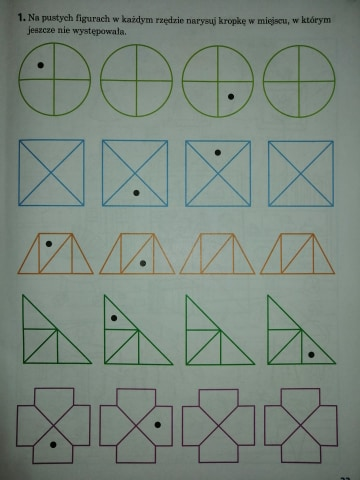 1. Na pustych figurach w każdym rzędzie narysuj kropkę w miejscu, w którym
jeszcze nie występowała.